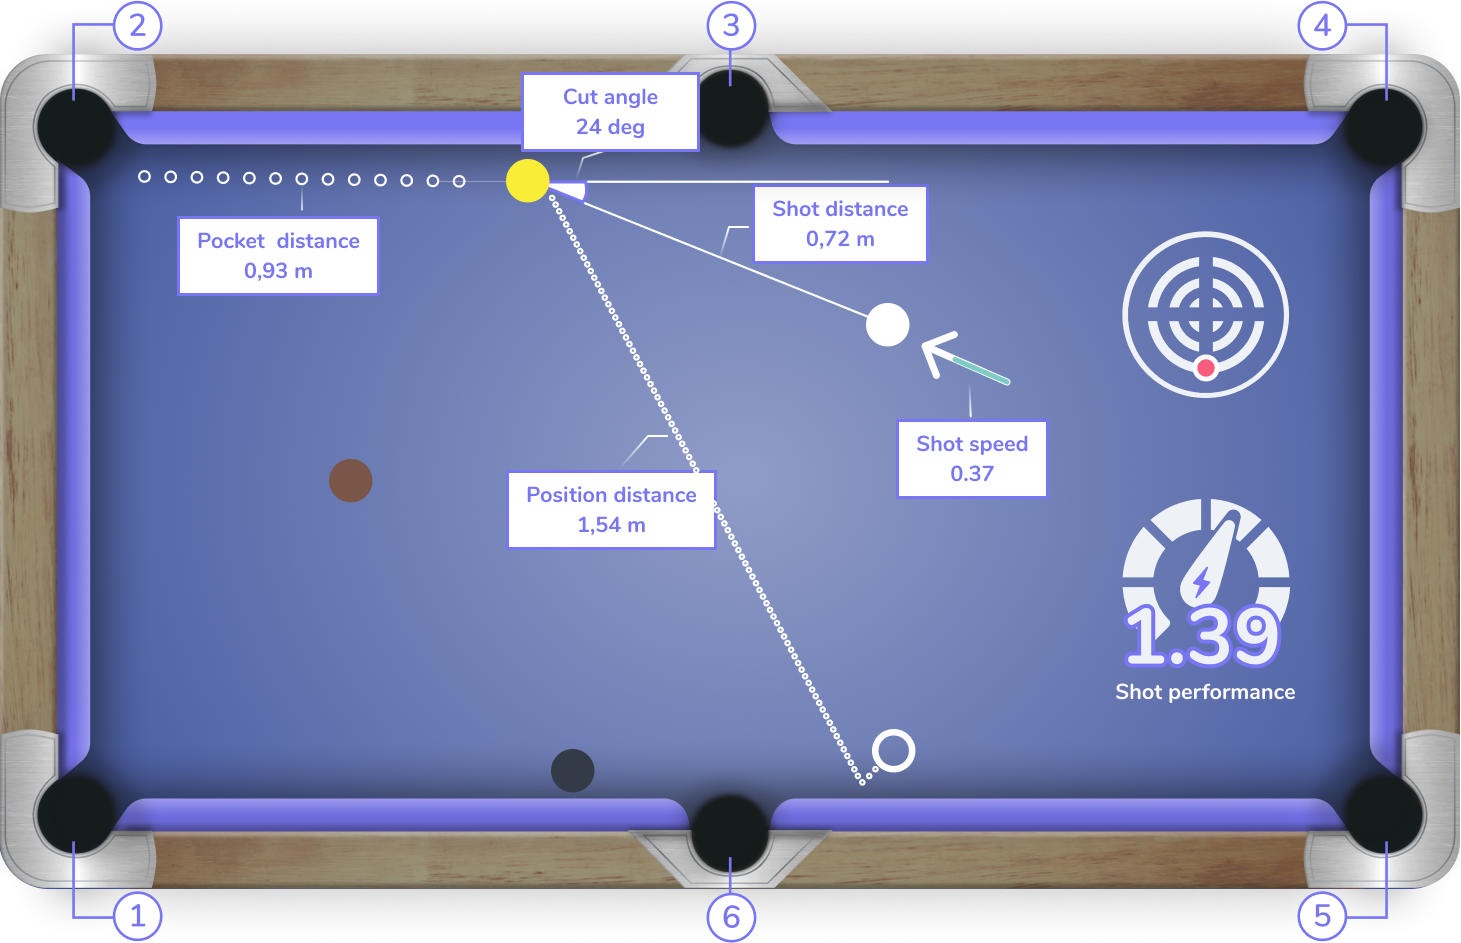 2
3
4
Cut angle
24 deg
Shot distance
0,72 m
Pocket  distance
0,93 m
Shot speed
0.37
Position distance
1,54 m
1.39
Shot performance
1
6
5